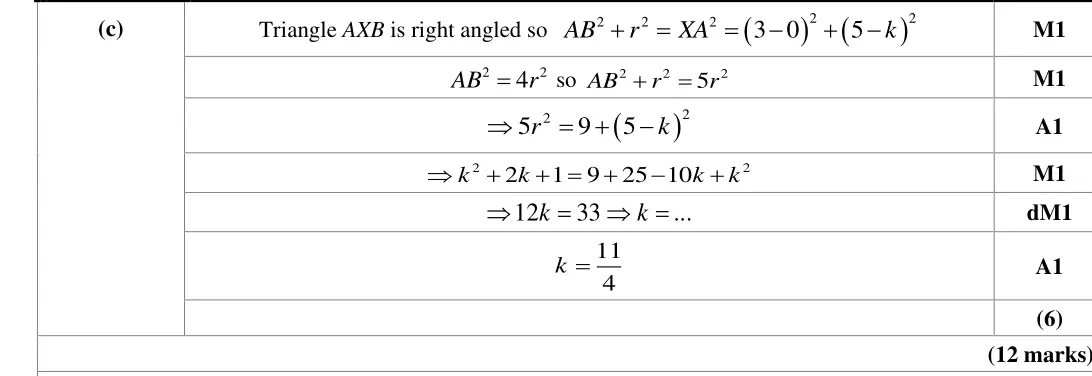 (c) Triangle AXB is right angled so AB² + r² = XA² = (3−0)² + (5−k)² M1
AB² = 4r² so AB² + r² = 5r² M1
⇒ 5r² = 9 + (5−k)² A1
⇒ k² + 2k + 1 = 9 + 25 − 10k + k² M1
⇒ 12k = 33 ⇒ k = ... dM1
k = 11/4 A1
(6)
(12 marks)